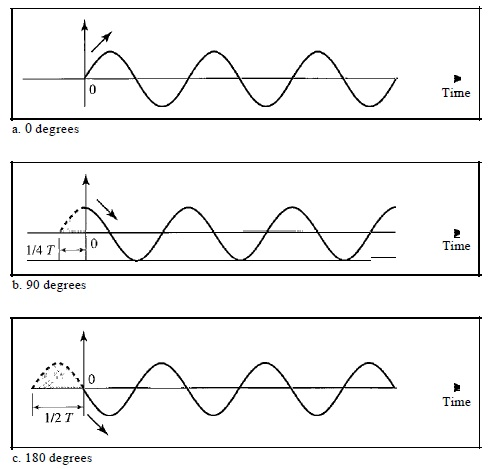 0
Time
a. 0 degrees
1/4 T
0
Time
b. 90 degrees
0
1/2 T
Time
c. 180 degrees